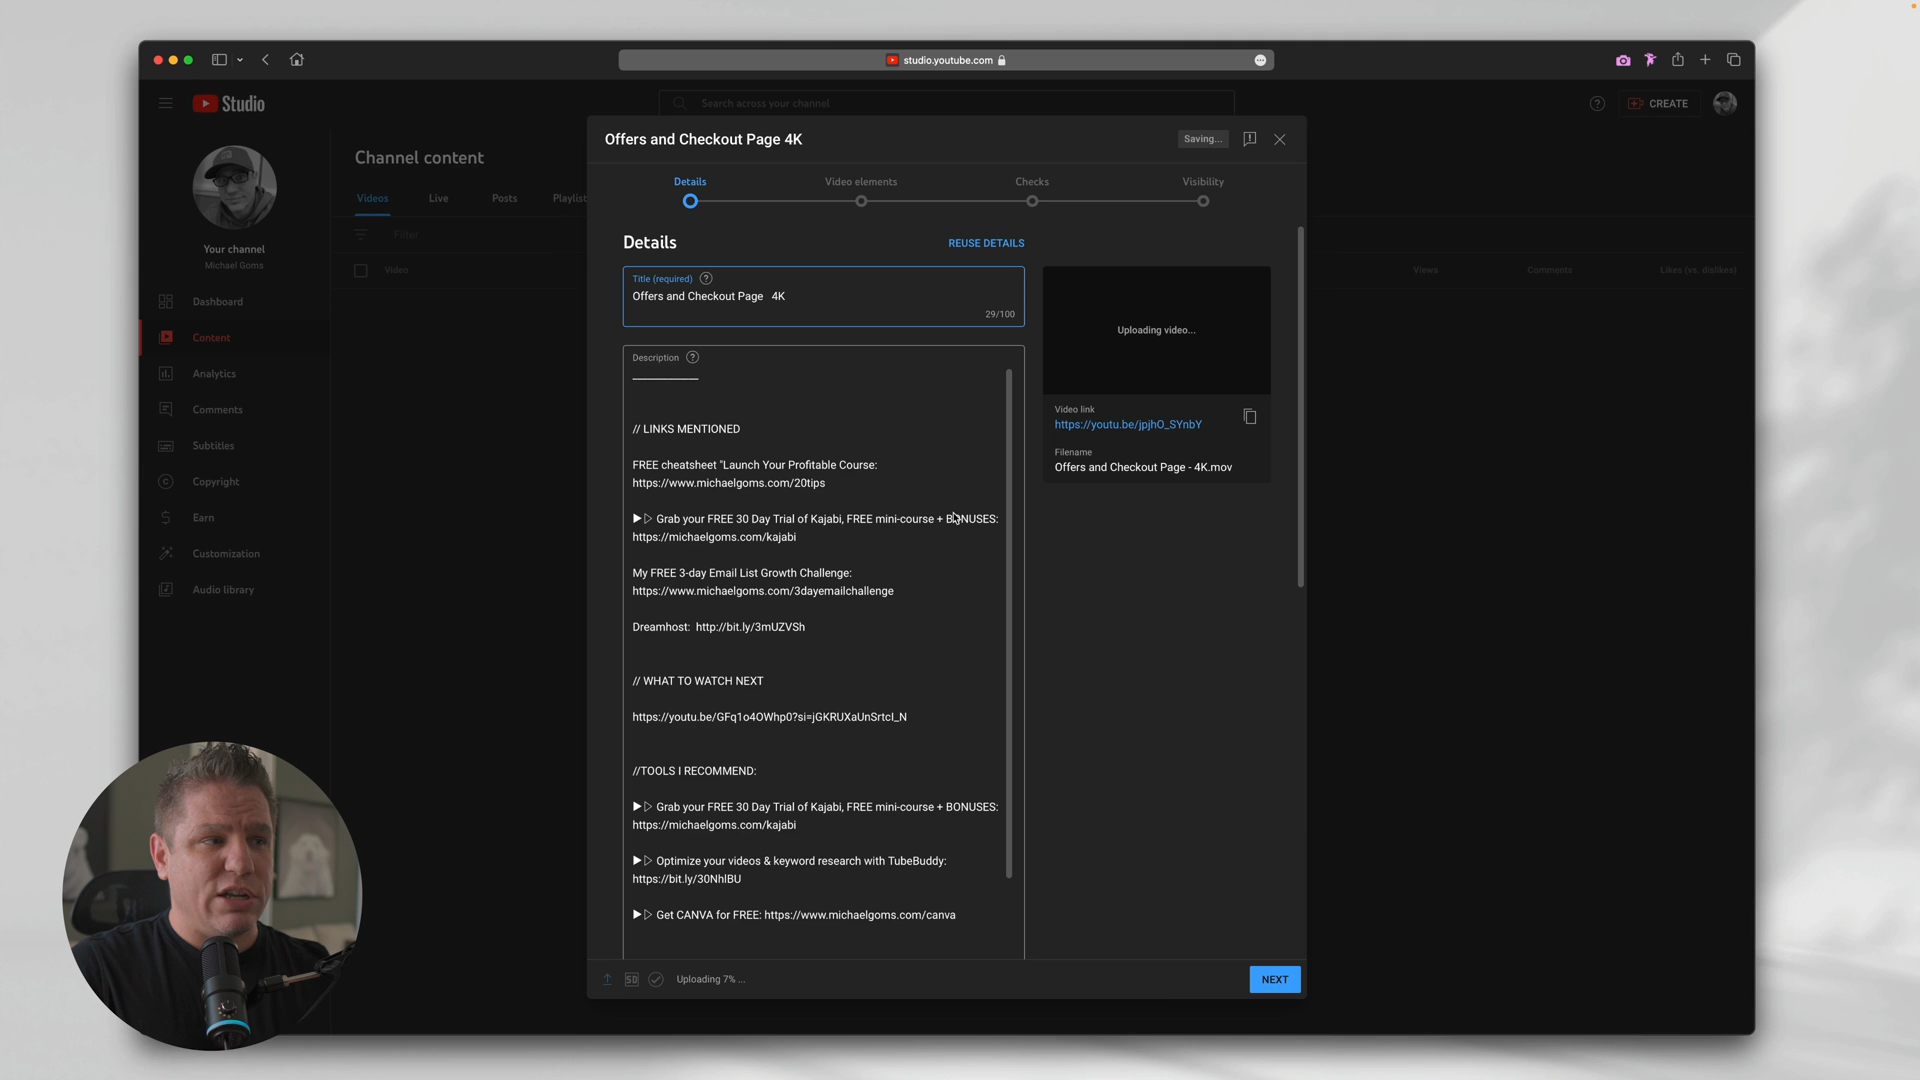 studio.youtube.com
Studio
Search across your channel
CREATE
Offers and Checkout Page 4K
Saving...
Channel content
Details
Video elements
Checks
Visibility
Videos
Live
Posts
Playlist
Details
REUSE DETAILS
Filter
Your channel
Michael Goms
Video
Views
Comments
Likes (vs. dislikes)
Title (required)
Offers and Checkout Page   4K
29/100
Dashboard
Content
Analytics
Comments
Subtitles
Copyright
Earn
Customization
Audio library
Uploading video...
Video link
https://youtu.be/jpjhO_SYnbY
Filename
Offers and Checkout Page - 4K.mov
Description
// LINKS MENTIONED
FREE cheatsheet "Launch Your Profitable Course:
https://www.michaelgoms.com/20tips
▶▷ Grab your FREE 30 Day Trial of Kajabi, FREE mini-course + BONUSES:
https://michaelgoms.com/kajabi
My FREE 3-day Email List Growth Challenge:
https://www.michaelgoms.com/3dayemailchallenge
Dreamhost:  http://bit.ly/3mUZVSh
// WHAT TO WATCH NEXT
https://youtu.be/GFq1o4OWhp0?si=jGKRUXaUnSrtcI_N
//TOOLS I RECOMMEND:
▶▷ Grab your FREE 30 Day Trial of Kajabi, FREE mini-course + BONUSES:
https://michaelgoms.com/kajabi
▶▷ Optimize your videos & keyword research with TubeBuddy:
https://bit.ly/30NhlBU
▶▷ Get CANVA for FREE: https://www.michaelgoms.com/canva
SD
Uploading 7% ...
NEXT